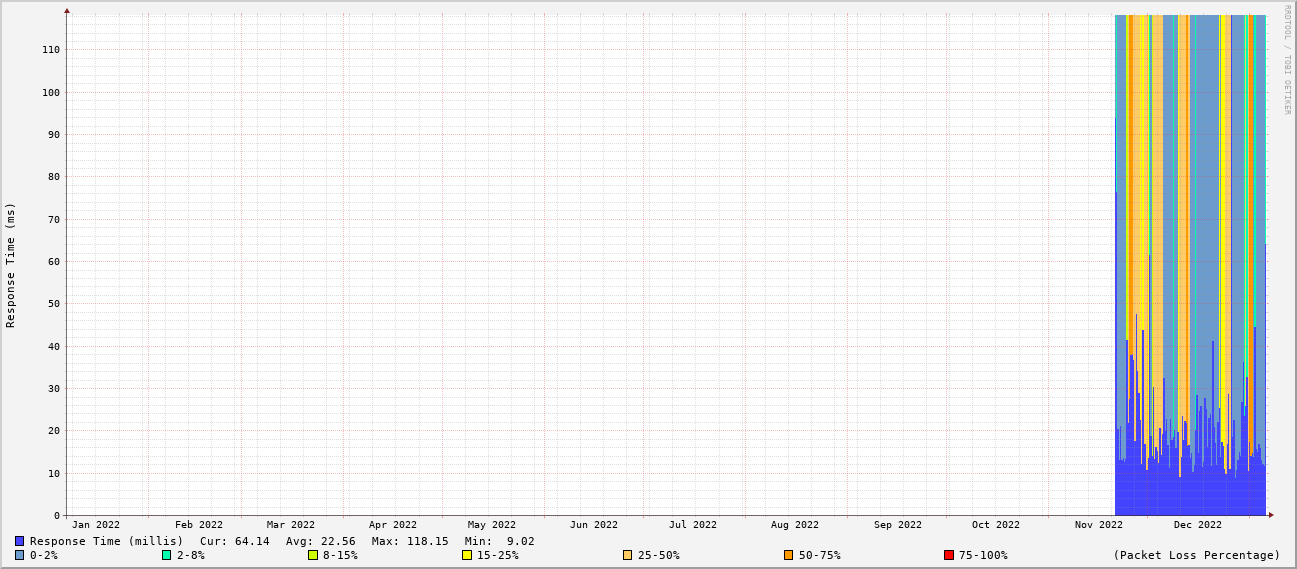 RRDTOOL / TOBI OETIKER
Response Time (ms)
110
100
90
80
70
60
50
40
30
20
10
0
Jan 2022 Feb 2022 Mar 2022 Apr 2022 May 2022 Jun 2022 Jul 2022 Aug 2022 Sep 2022 Oct 2022 Nov 2022 Dec 2022
Response Time (millis) Cur: 64.14 Avg: 22.56 Max: 118.15 Min: 9.02
0-2% 2-8% 8-15% 15-25% 25-50% 50-75% 75-100% (Packet Loss Percentage)